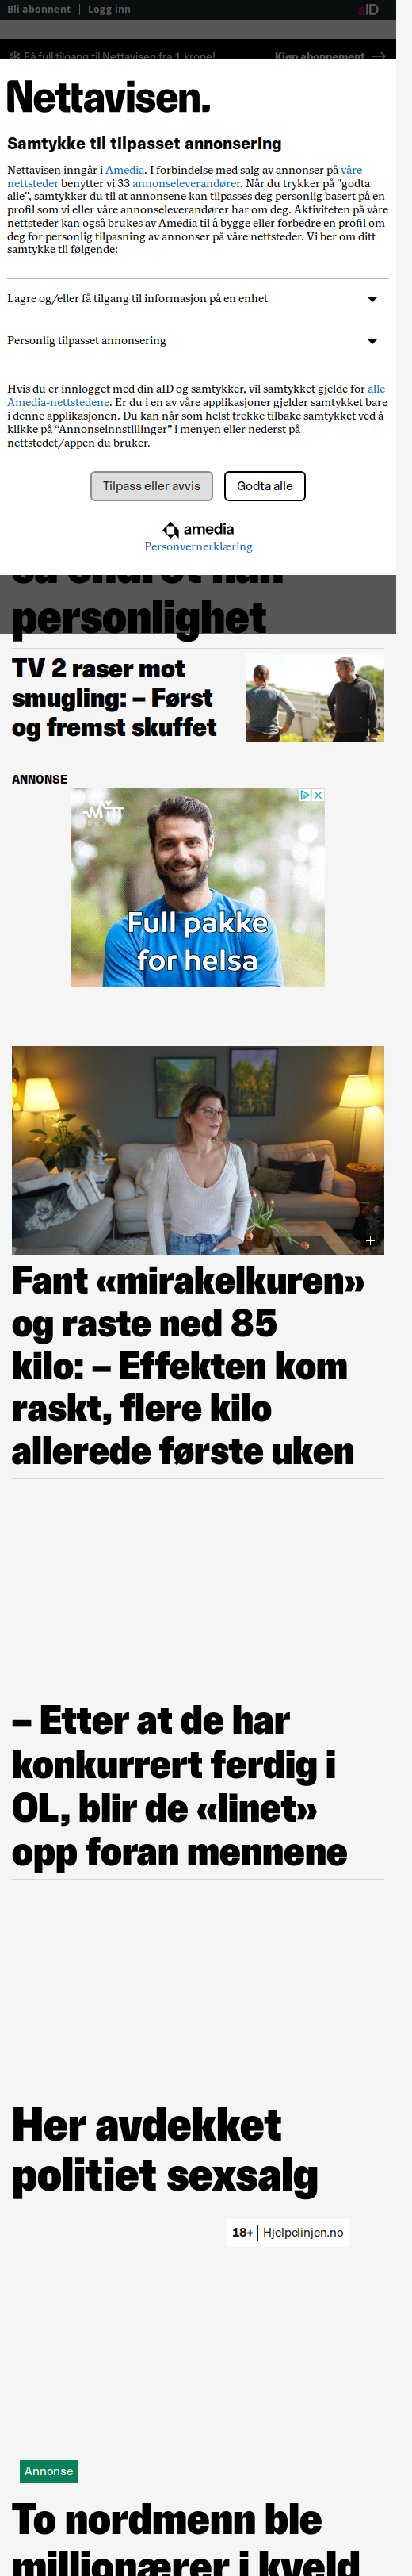 Bli abonnent
Logg inn
aID
Få full tilgang til Nettavisen fra 1 krone!
Kjøp abonnement
Nettavisen.
Samtykke til tilpasset annonsering
Nettavisen inngår i Amedia. I forbindelse med salg av annonser på våre
nettsteder benytter vi 33 annonseleverandører. Når du trykker på "godta
alle", samtykker du til at annonsene kan tilpasses deg personlig basert på en
profil som vi eller våre annonseleverandører har om deg. Aktiviteten på våre
nettsteder kan også brukes av Amedia til å bygge eller forbedre en profil om
deg for personlig tilpasning av annonser på våre nettsteder. Vi ber om ditt
samtykke til følgende:
Lagre og/eller få tilgang til informasjon på en enhet
Personlig tilpasset annonsering
Hvis du er innlogget med din aID og samtykker, vil samtykket gjelde for alle
Amedia-nettstedene. Er du i en av våre applikasjoner gjelder samtykket bare
i denne applikasjonen. Du kan når som helst trekke tilbake samtykket ved å
klikke på “Annonseinnstillinger” i menyen eller nederst på
nettstedet/appen du bruker.
Tilpass eller avvis
Godta alle
amedia
Personvernerklæring
personlighet
TV 2 raser mot
smugling: – Først
og fremst skuffet
ANNONSE
Full pakke
for helsa
Fant «mirakelkuren»
og raste ned 85
kilo: – Effekten kom
raskt, flere kilo
allerede første uken
– Etter at de har
konkurrert ferdig i
OL, blir de «linet»
opp foran mennene
Her avdekket
politiet sexsalg
18+ | Hjelpelinjen.no
Annonse
To nordmenn ble
millionærer i kveld